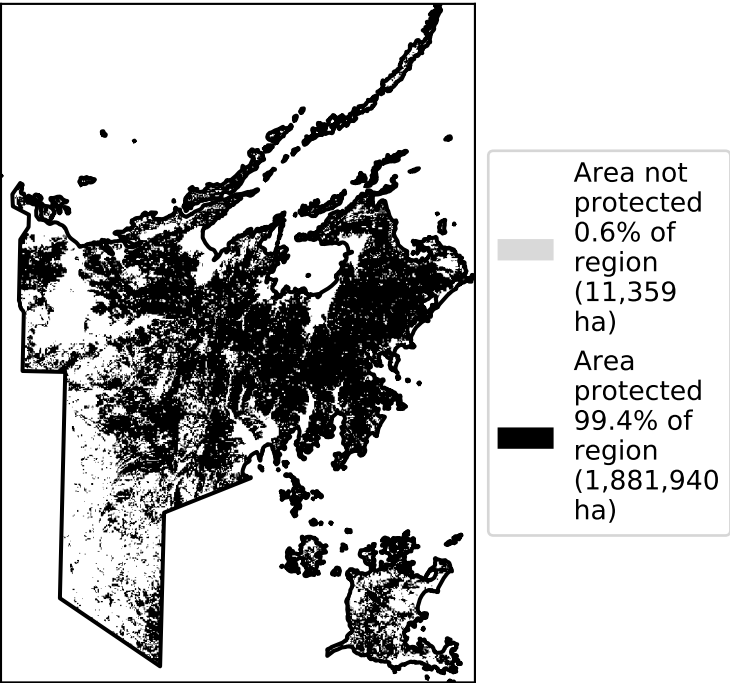 Area not
protected
0.6% of
region
(11,359
ha)
Area
protected
99.4% of
region
(1,881,940
ha)